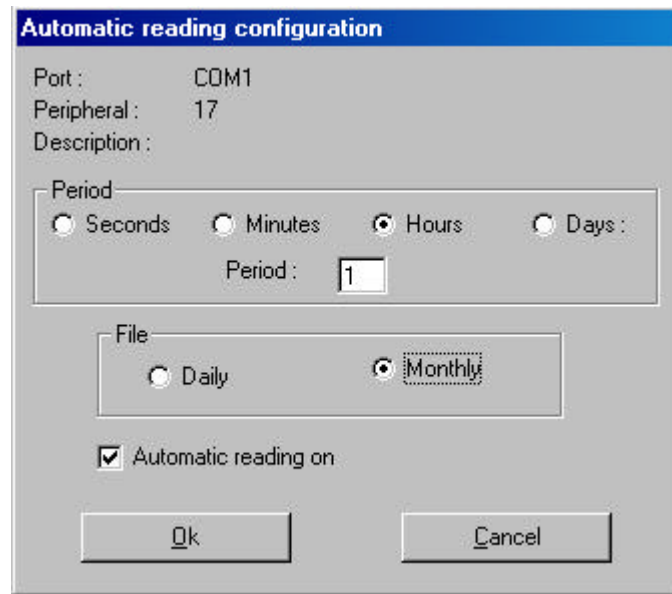 Automatic reading configuration
Port : COM1
Peripheral : 17
Description :
Period
Seconds Minutes Hours Days :
Period : 1
File
Daily Monthly
Automatic reading on
Ok Cancel